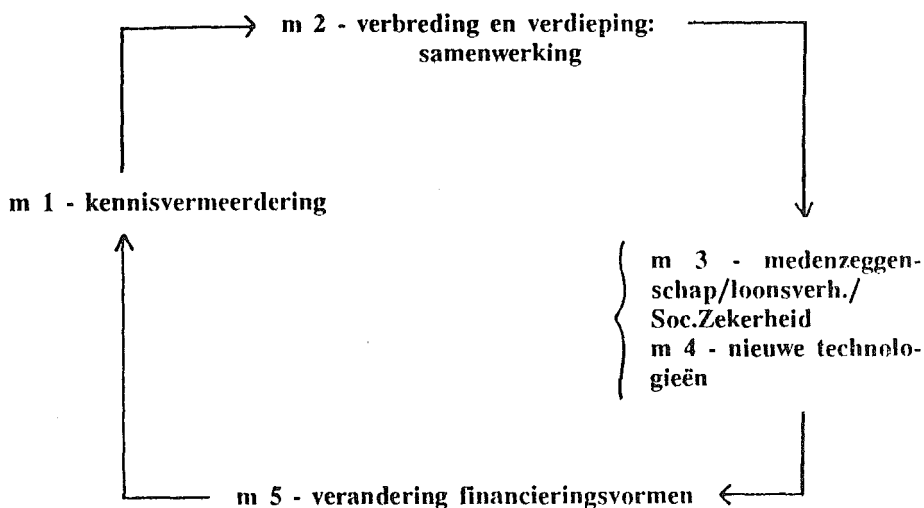 m 2 - verbreding en verdieping:
samenwerking
m 1 - kennisvermeerdering
m 3 - medenzeggen-
schap/loonsverh./
Soc.Zekerheid
m 4 - nieuwe technolo-
gieën
m 5 - verandering financieringsvormen